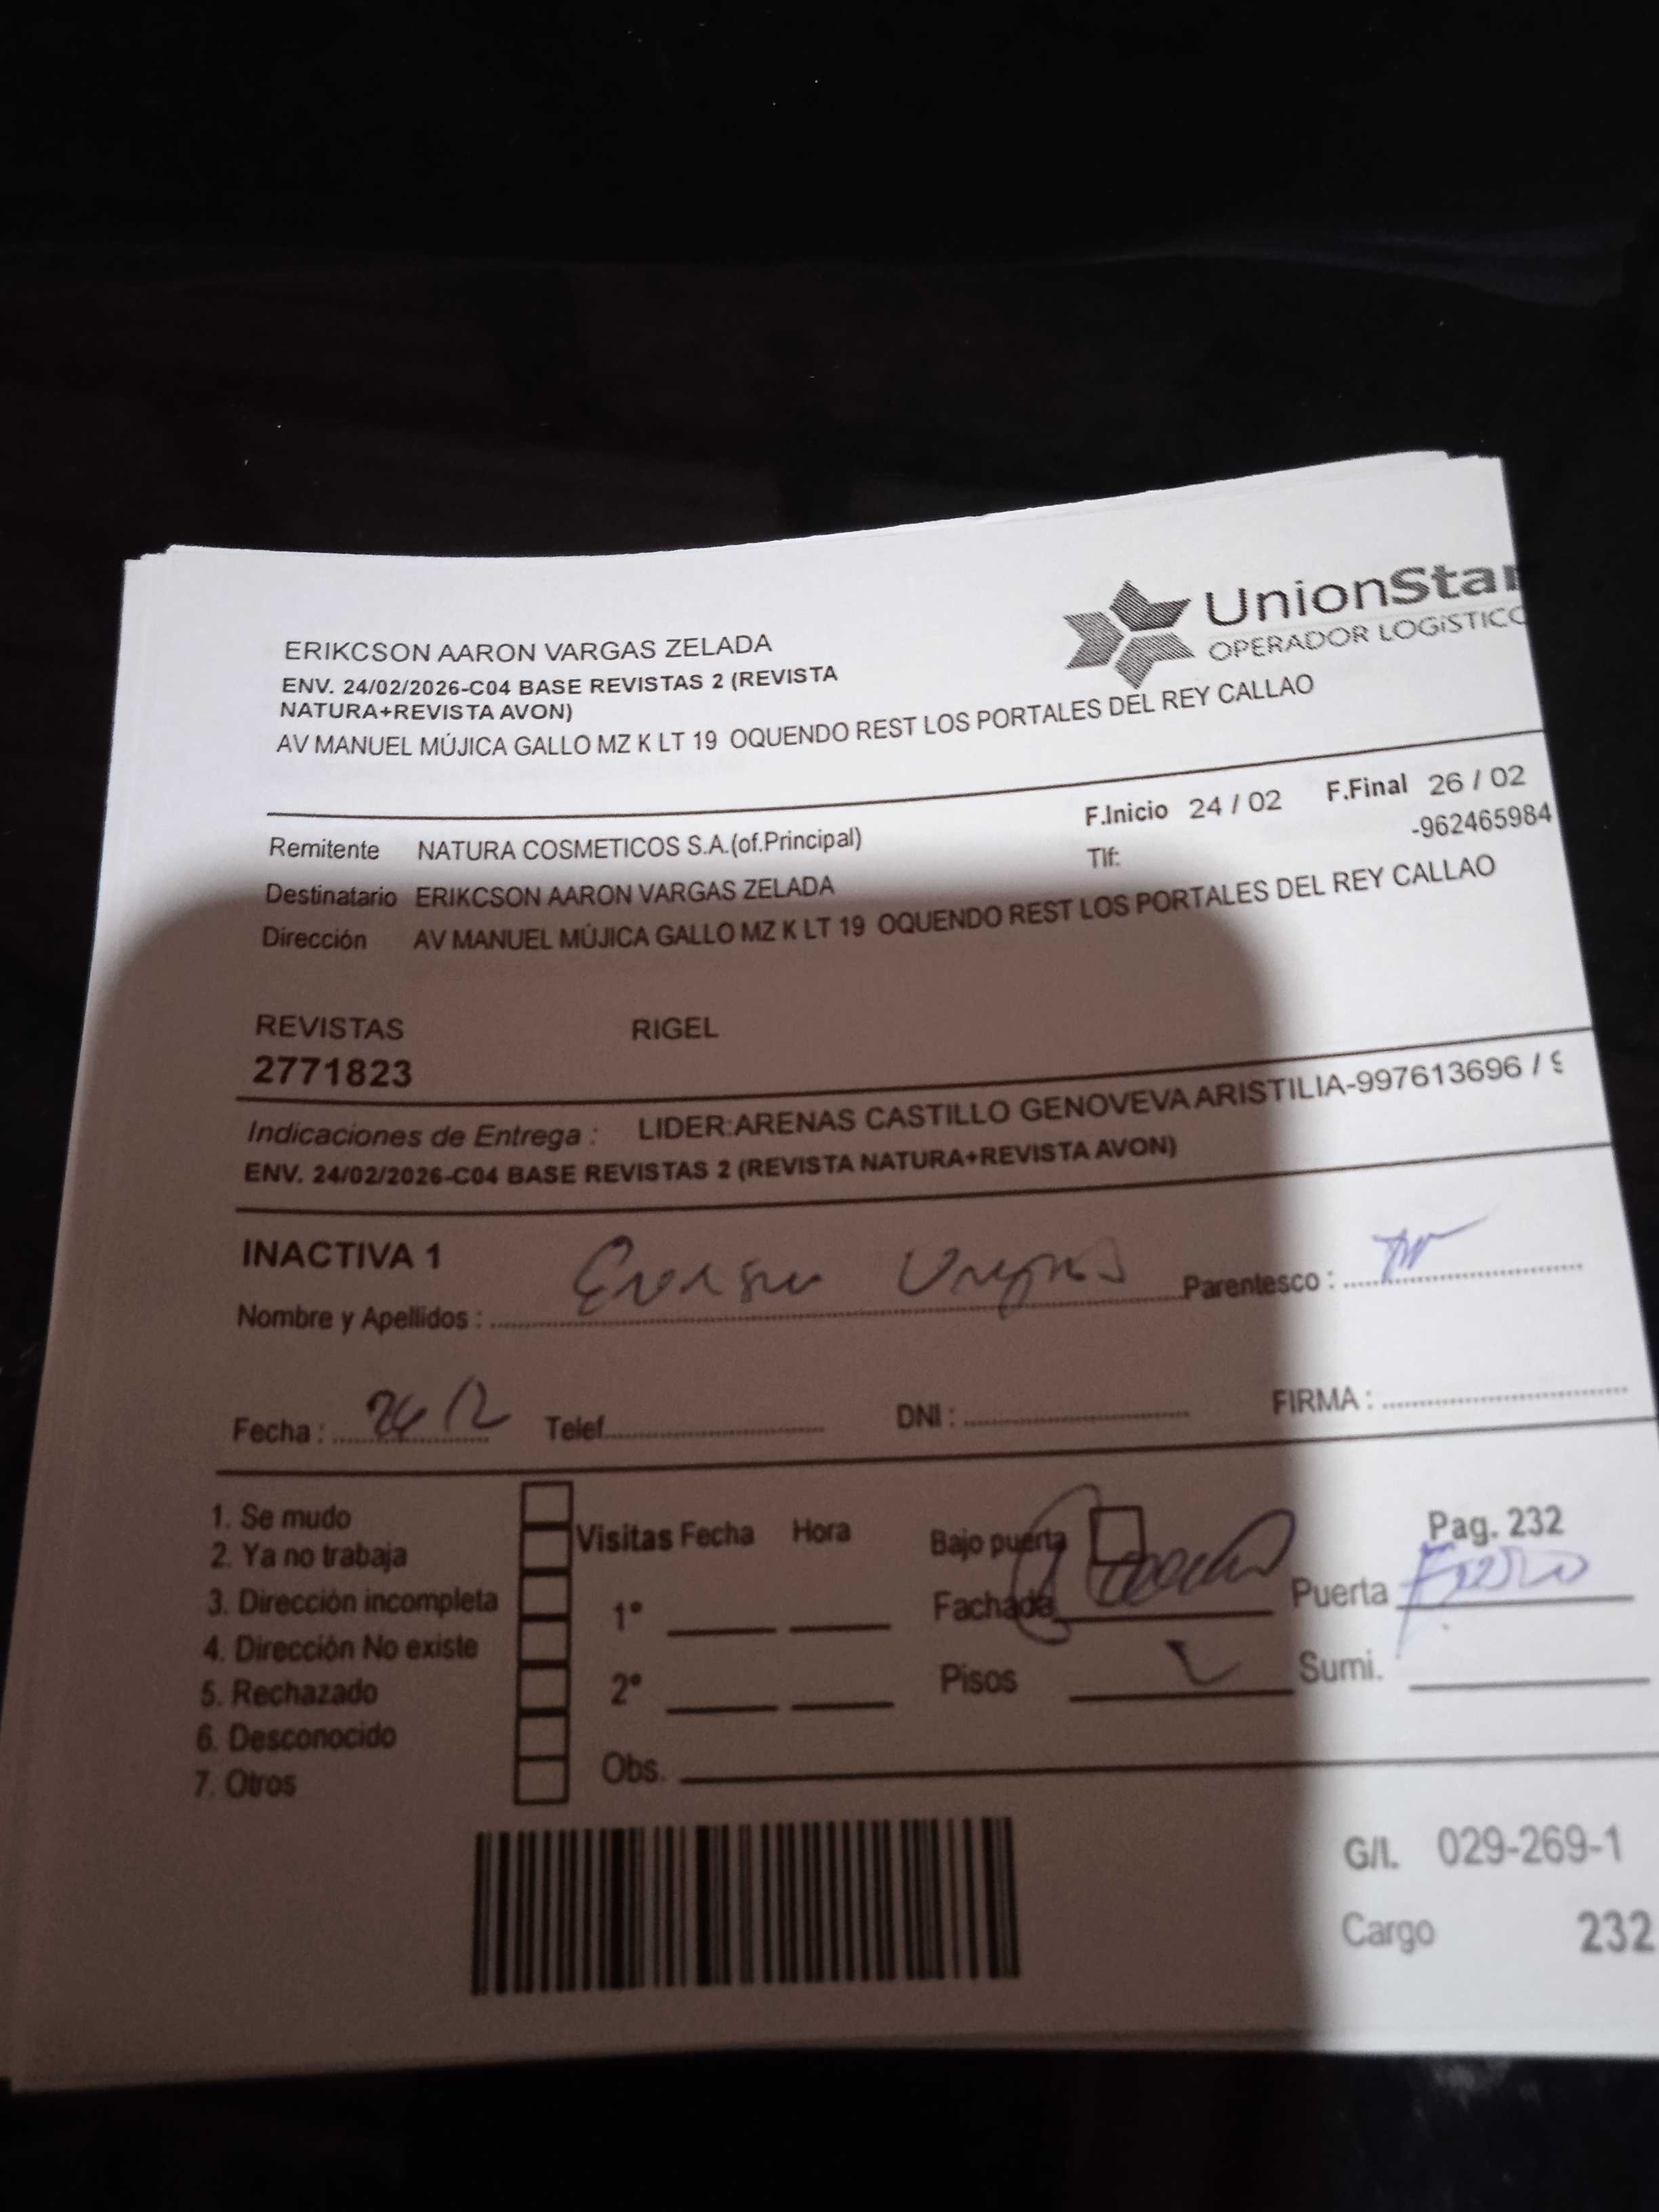 UnionStar
OPERADOR LOGíSTICO
ERIKCSON AARON VARGAS ZELADA
ENV. 24/02/2026-C04 BASE REVISTAS 2 (REVISTA
NATURA+REVISTA AVON)
AV MANUEL MÚJICA GALLO MZ K LT 19 OQUENDO REST LOS PORTALES DEL REY CALLAO
F.Inicio 24 / 02 F.Final 26 / 02
Remitente NATURA COSMETICOS S.A.(of.Principal) Tlf: -962465984
Destinatario ERIKCSON AARON VARGAS ZELADA
Dirección AV MANUEL MÚJICA GALLO MZ K LT 19 OQUENDO REST LOS PORTALES DEL REY CALLAO
REVISTAS RIGEL
2771823
Indicaciones de Entrega : LIDER:ARENAS CASTILLO GENOVEVA ARISTILIA-997613696 / 9
ENV. 24/02/2026-C04 BASE REVISTAS 2 (REVISTA NATURA+REVISTA AVON)
INACTIVA 1
Nombre y Apellidos : Parentesco :
Fecha : Telef. DNI : FIRMA :
1. Se mudo
2. Ya no trabaja
3. Dirección incompleta
4. Dirección No existe
5. Rechazado
6. Desconocido
7. Otros
Visitas Fecha Hora
1°
2°
Obs.
Bajo puerta Pag. 232
Fachada Puerta
Pisos Sumi.
G/I. 029-269-1
Cargo 232